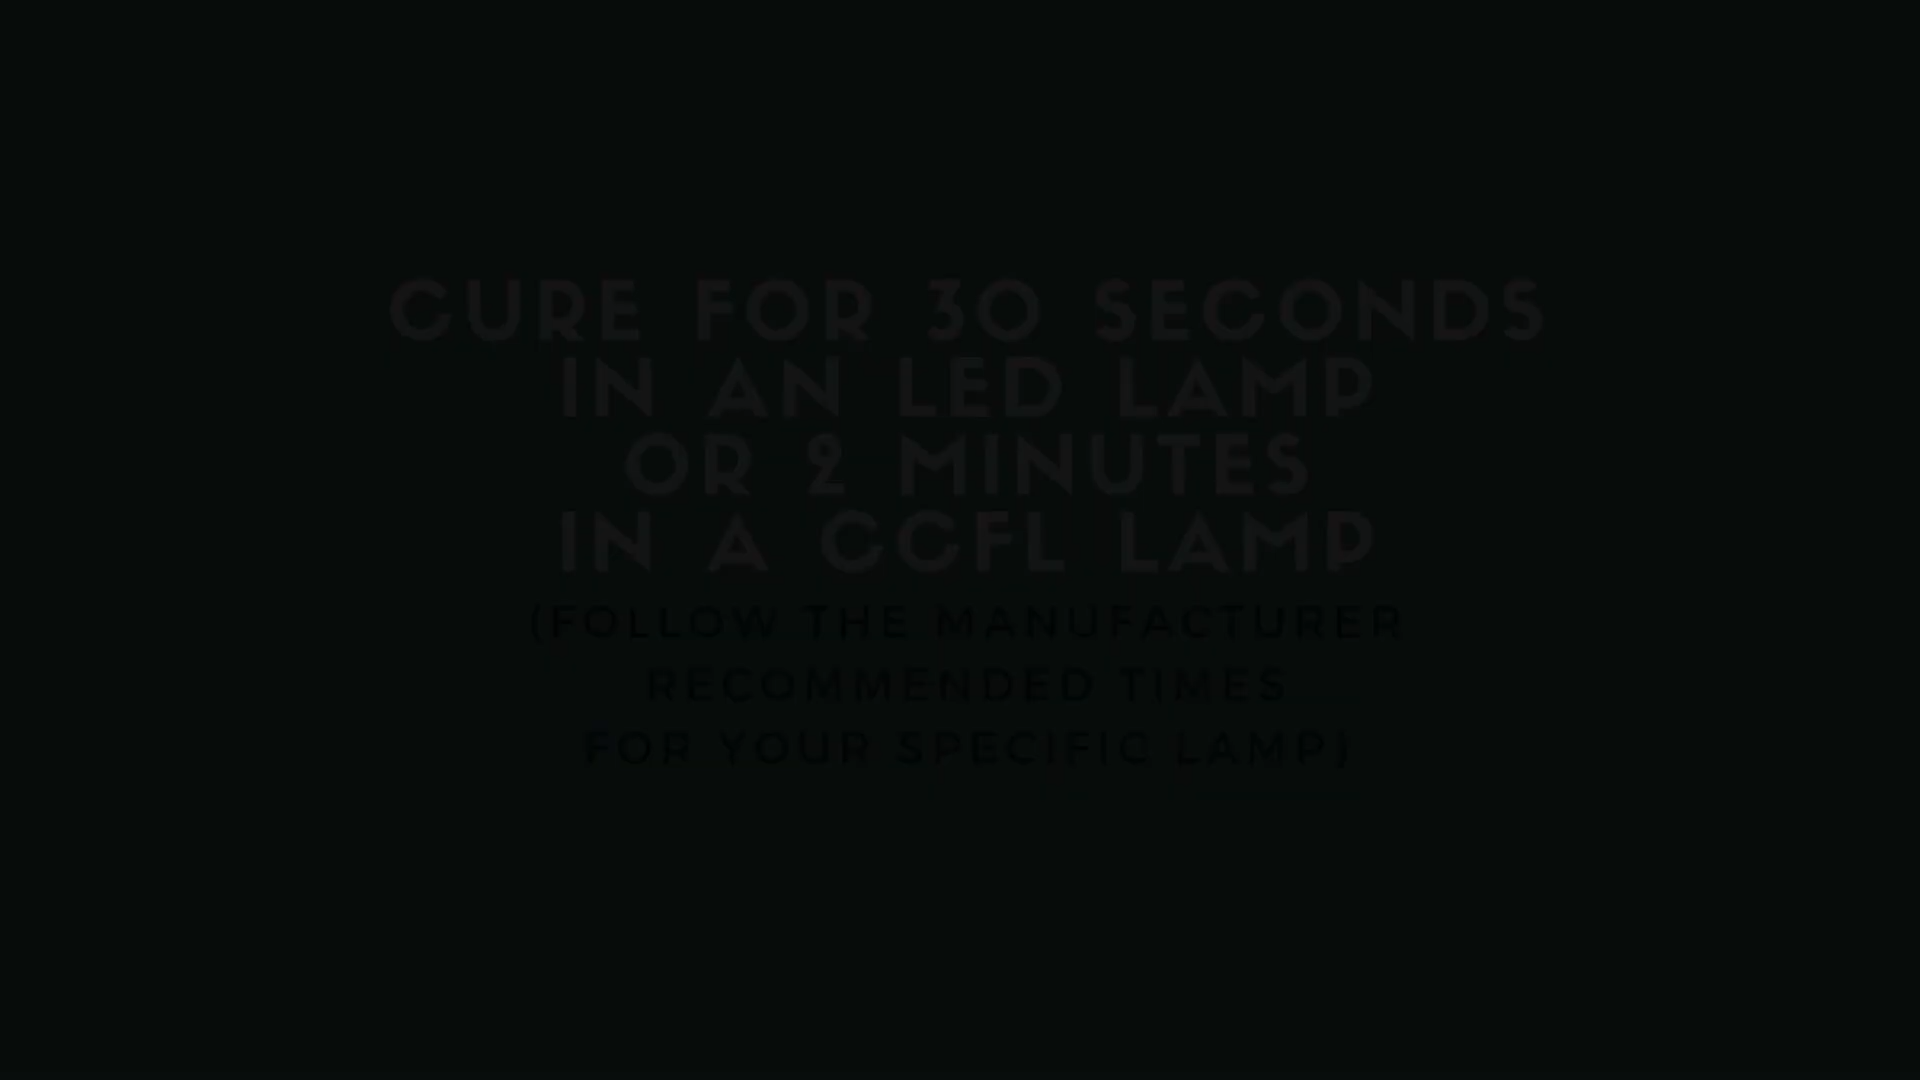 CURE FOR 30 SECONDS
IN AN LED LAMP
OR 2 MINUTES
IN A CCFL LAMP
(FOLLOW THE MANUFACTURER
RECOMMENDED TIMES
FOR YOUR SPECIFIC LAMP)